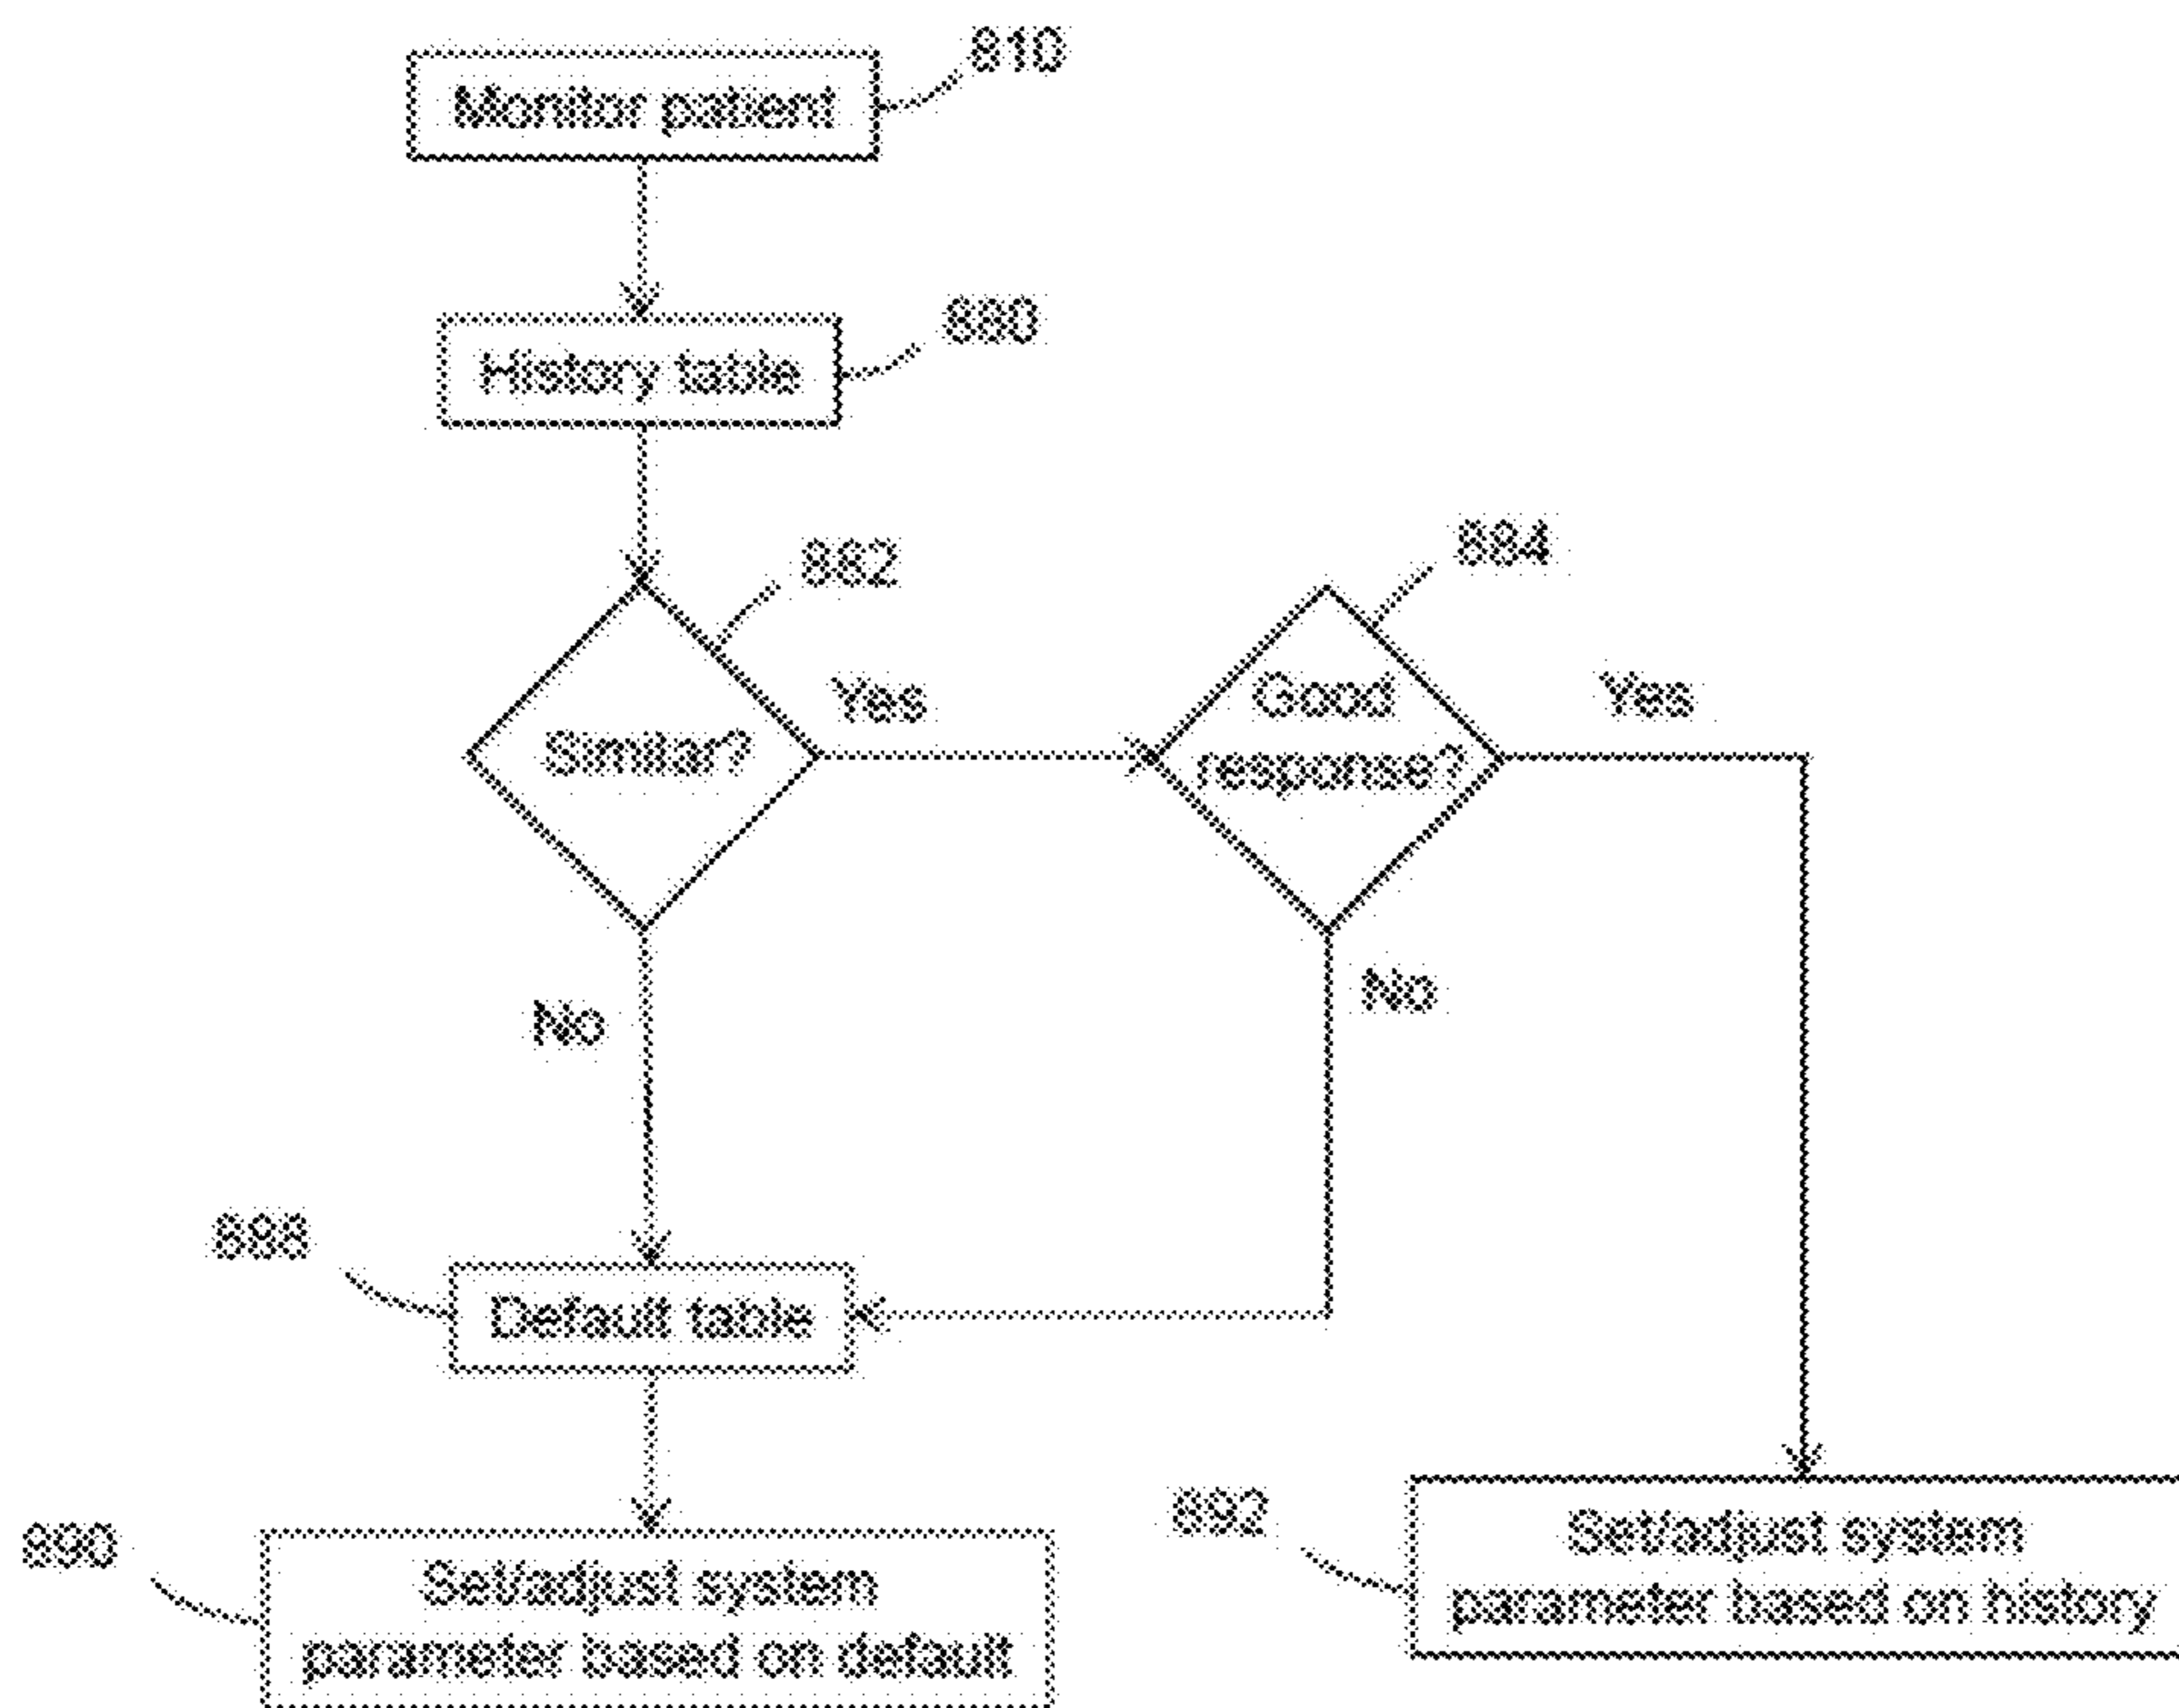 810
Monitor patient
880
History table
882
884
Yes
Yes
Similar?
Good
response?
No
No
888
Default table
890
Set/adjust system
parameter based on default
892
Set/adjust system
parameter based on history